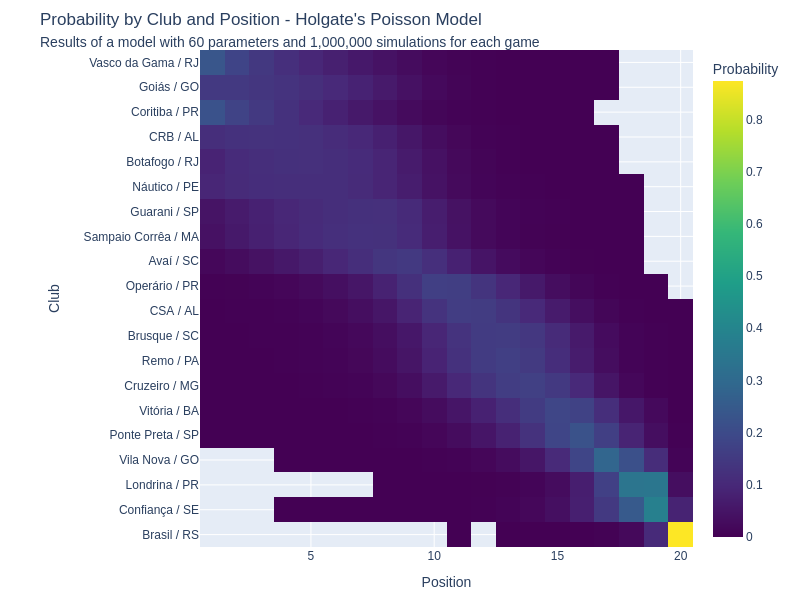 Probability by Club and Position - Holgate's Poisson Model
Results of a model with 60 parameters and 1,000,000 simulations for each game
Probability
Vasco da Gama / RJ
Goiás / GO
Coritiba / PR
CRB / AL
Botafogo / RJ
Náutico / PE
Guarani / SP
Sampaio Corrêa / MA
Avaí / SC
Operário / PR
CSA / AL
Brusque / SC
Remo / PA
Cruzeiro / MG
Vitória / BA
Ponte Preta / SP
Vila Nova / GO
Londrina / PR
Confiança / SE
Brasil / RS
Club
0.8
0.7
0.6
0.5
0.4
0.3
0.2
0.1
0
5
10
15
20
Position